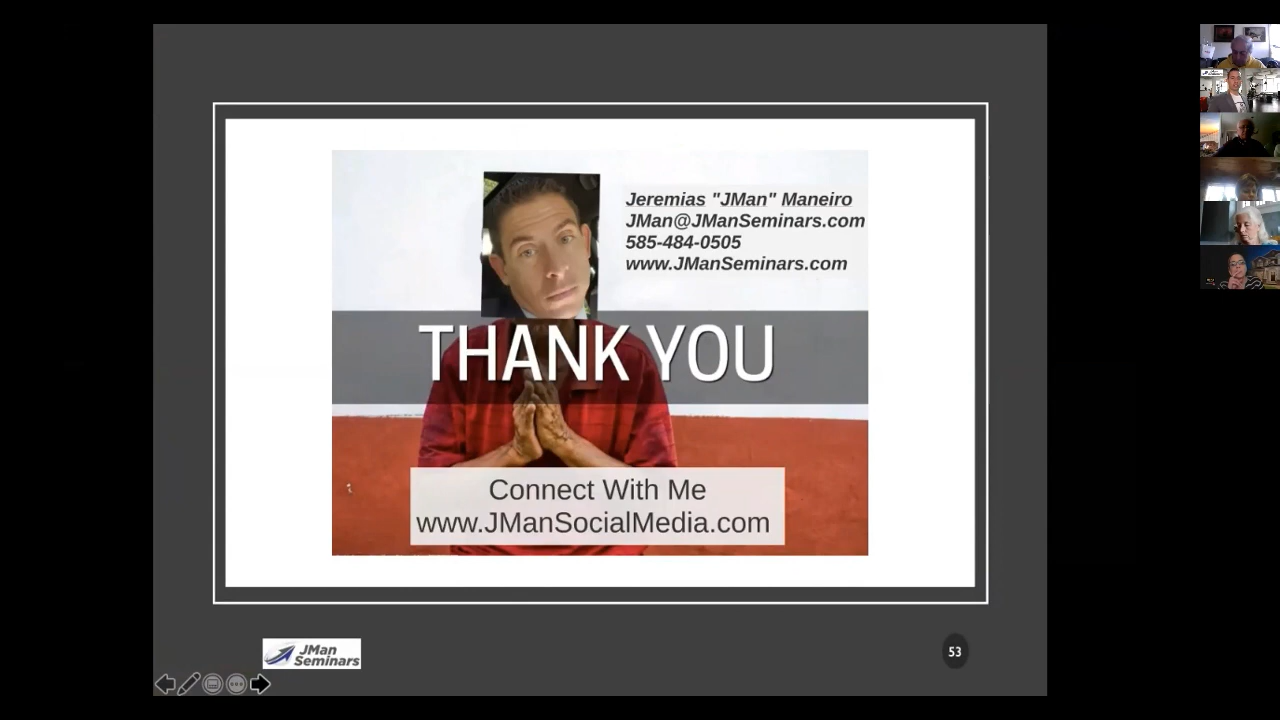 Jeremias "JMan" Maneiro
JMan@JManSeminars.com
585-484-0505
www.JManSeminars.com
THANK YOU
Connect With Me
www.JManSocialMedia.com
JMan
Seminars
53